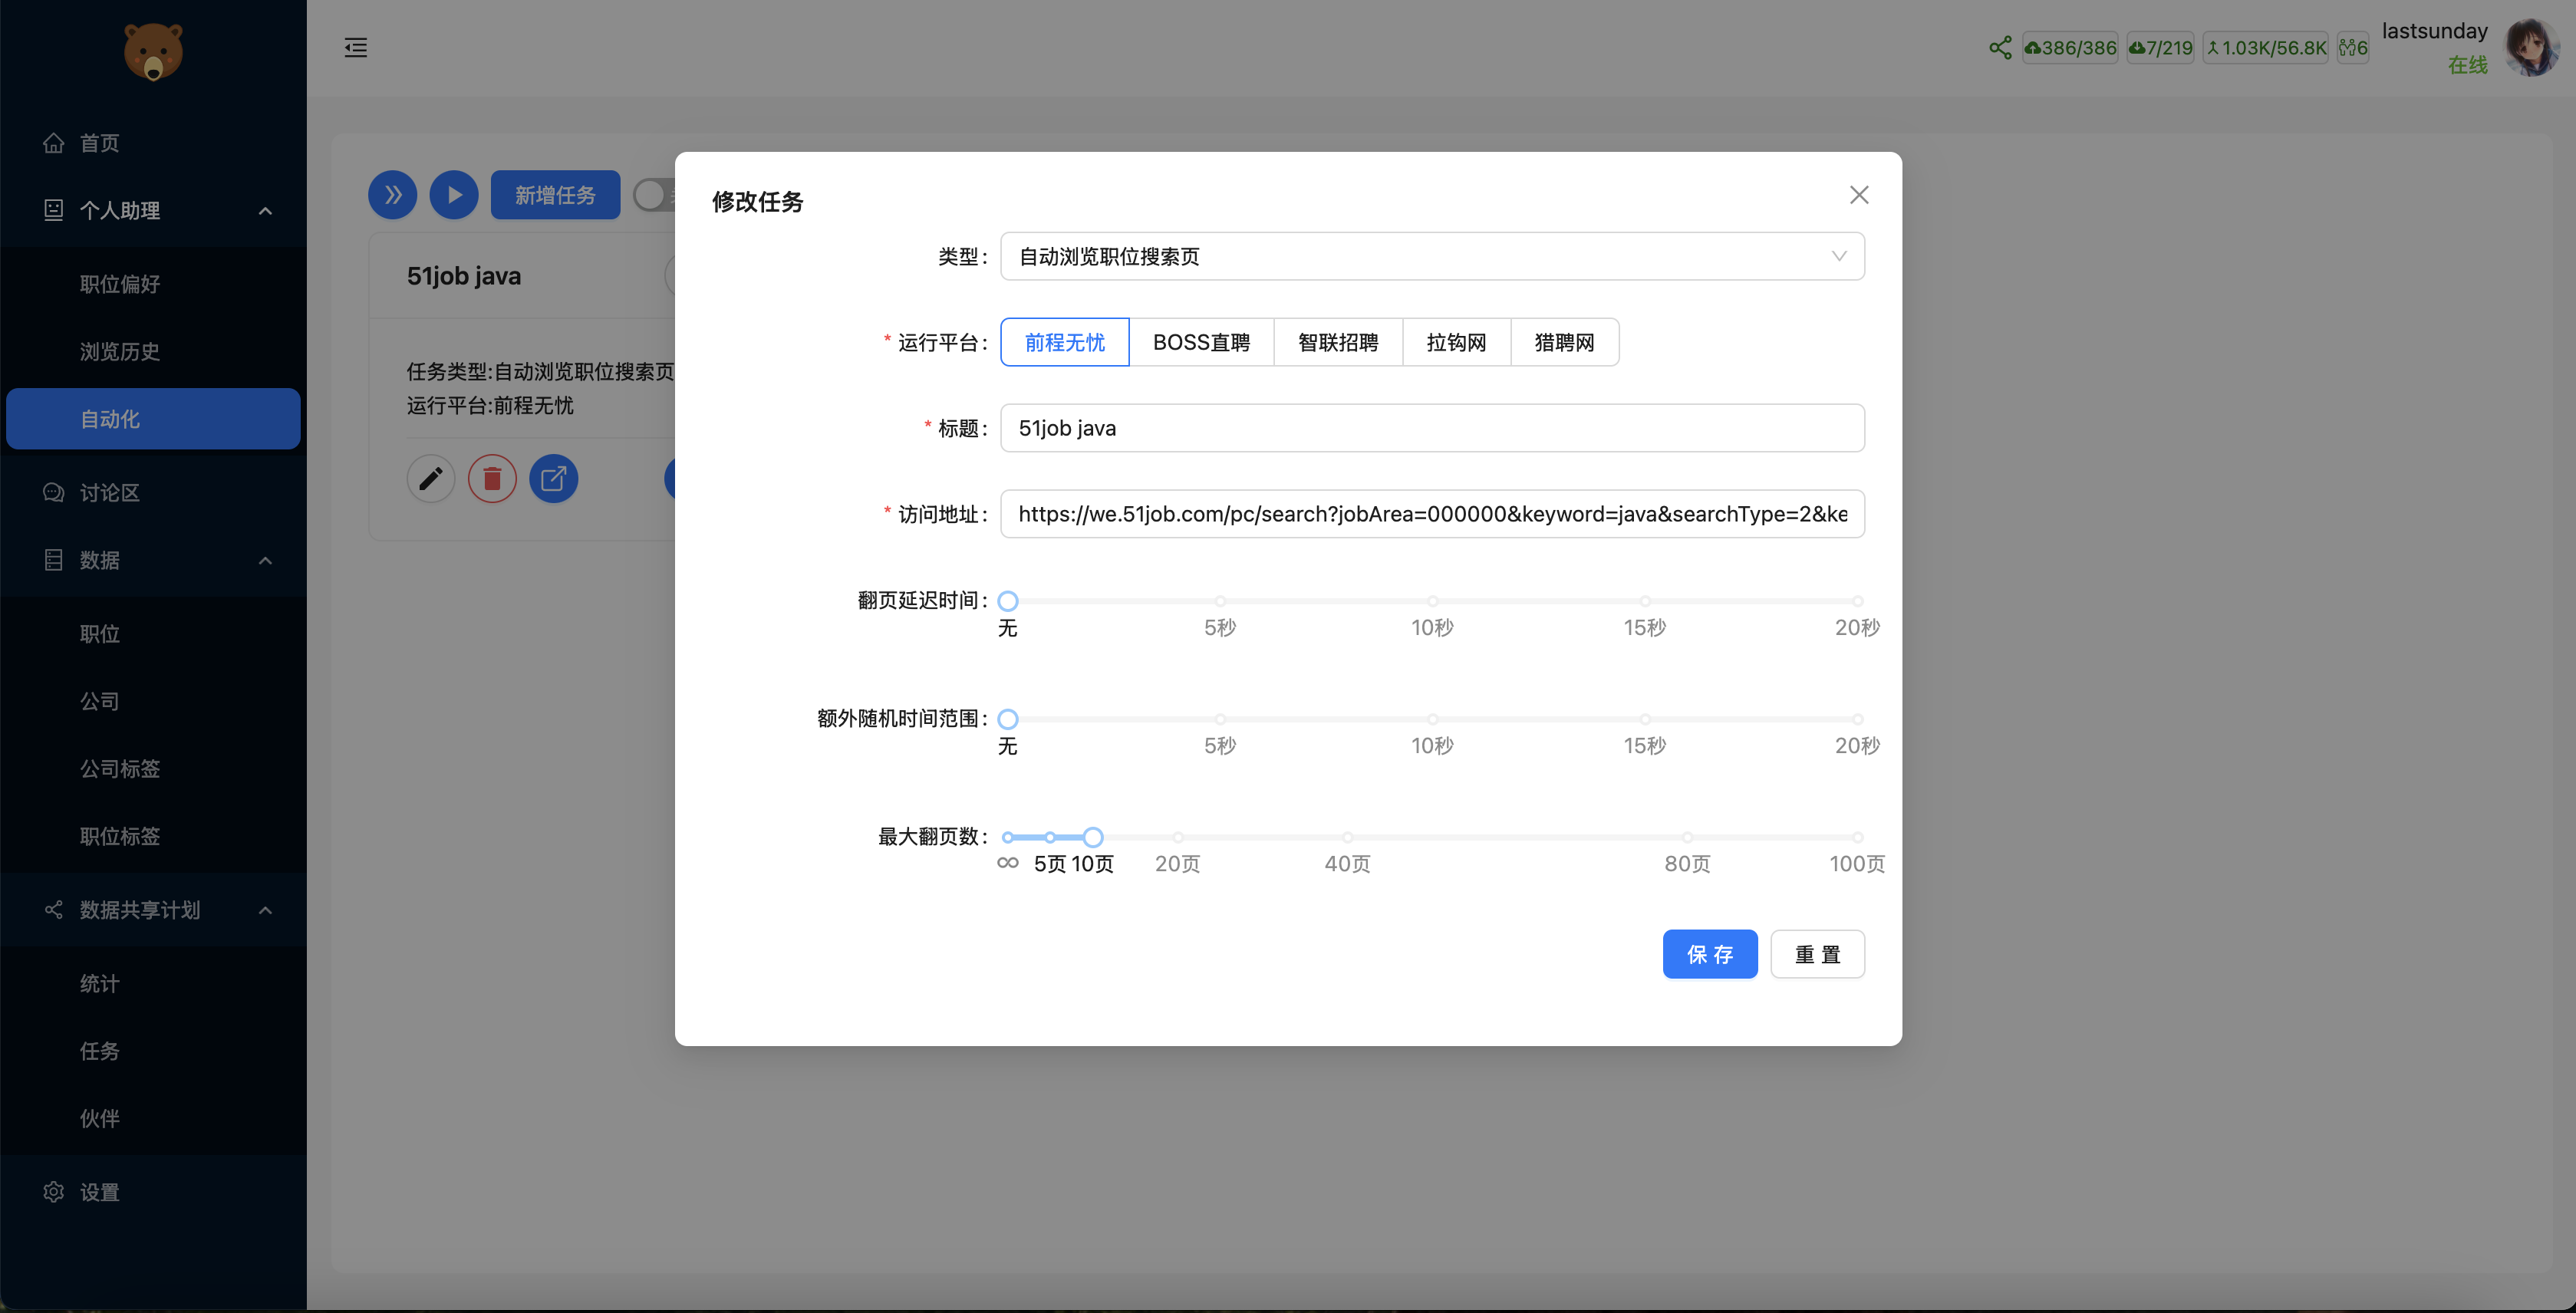 首页
个人助理
职位偏好
浏览历史
自动化
讨论区
数据
职位
公司
公司标签
职位标签
数据共享计划
统计
任务
伙伴
设置
386/386
7/219
1.03K/56.8K
6
lastsunday
在线
新增任务
51job java
任务类型:自动浏览职位搜索页
运行平台:前程无忧
修改任务
类型: 自动浏览职位搜索页
* 运行平台: 前程无忧 BOSS直聘 智联招聘 拉钩网 猎聘网
* 标题: 51job java
* 访问地址: https://we.51job.com/pc/search?jobArea=000000&keyword=java&searchType=2&ke
翻页延迟时间:
无 5秒 10秒 15秒 20秒
额外随机时间范围:
无 5秒 10秒 15秒 20秒
最大翻页数:
∞ 5页 10页 20页 40页 80页 100页
保 存 重 置